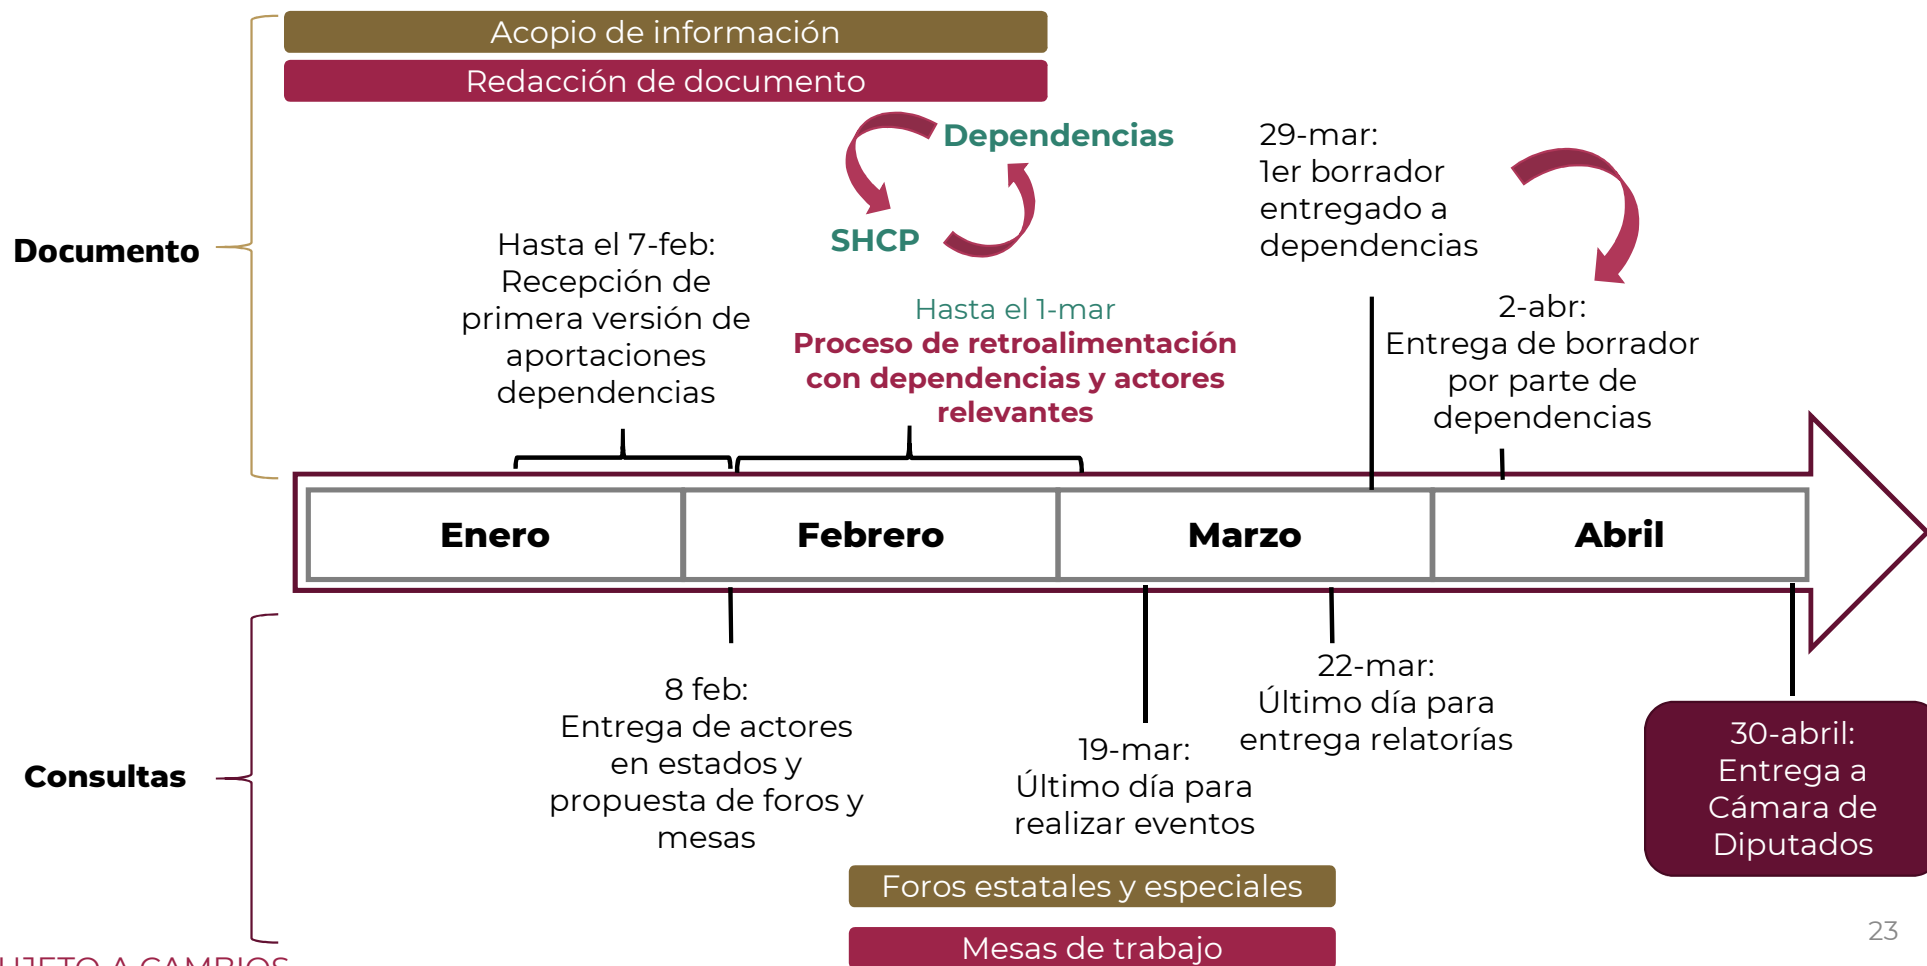 Acopio de información
Redacción de documento
Dependencias
SHCP
Documento
Hasta el 7-feb:
Recepción de
primera versión de
aportaciones
dependencias
Hasta el 1-mar
Proceso de retroalimentación
con dependencias y actores
relevantes
29-mar:
1er borrador
entregado a
dependencias
2-abr:
Entrega de borrador
por parte de
dependencias
Enero
Febrero
Marzo
Abril
Consultas
8 feb:
Entrega de actores
en estados y
propuesta de foros y
mesas
19-mar:
Último día para
realizar eventos
22-mar:
Último día para
entrega relatorías
30-abril:
Entrega a
Cámara de
Diputados
Foros estatales y especiales
Mesas de trabajo
23
A CAMBIOS